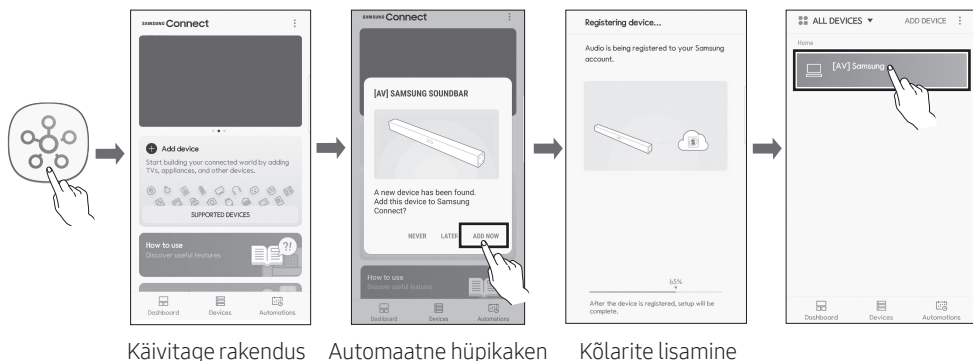 SAMSUNG Connect
Add device
Start building your connected world by adding
TVs, appliances, and other devices.
SUPPORTED DEVICES
How to use
Discover useful features
?!
Dashboard Devices Automations
Käivitage rakendus
SAMSUNG Connect
[AV] SAMSUNG SOUNDBAR
A new device has been found.
Add this device to Samsung
Connect?
NEVER LATER ADD NOW
How to use
Discover useful features
Dashboard Devices Automations
Automaatne hüpikaken
Registering device...
Audio is being registered to your Samsung
account.
65%
After the device is registered, setup will be
complete.
Kõlarite lisamine
ALL DEVICES ADD DEVICE
Home
[AV] Samsung
Dashboard Devices Automations